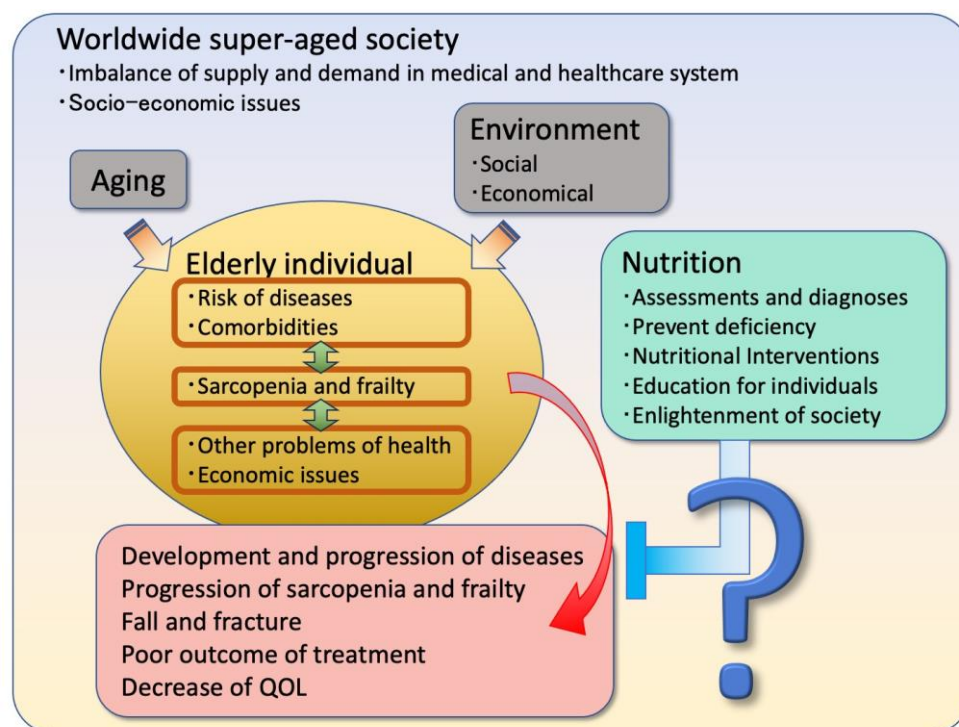 Worldwide super-aged society
・Imbalance of supply and demand in medical and healthcare system
・Socio-economic issues
Aging
Environment
・Social
・Economical
Elderly individual
・Risk of diseases
・Comorbidities
・Sarcopenia and frailty
・Other problems of health
・Economic issues
Nutrition
・Assessments and diagnoses
・Prevent deficiency
・Nutritional Interventions
・Education for individuals
・Enlightenment of society
?
Development and progression of diseases
Progression of sarcopenia and frailty
Fall and fracture
Poor outcome of treatment
Decrease of QOL